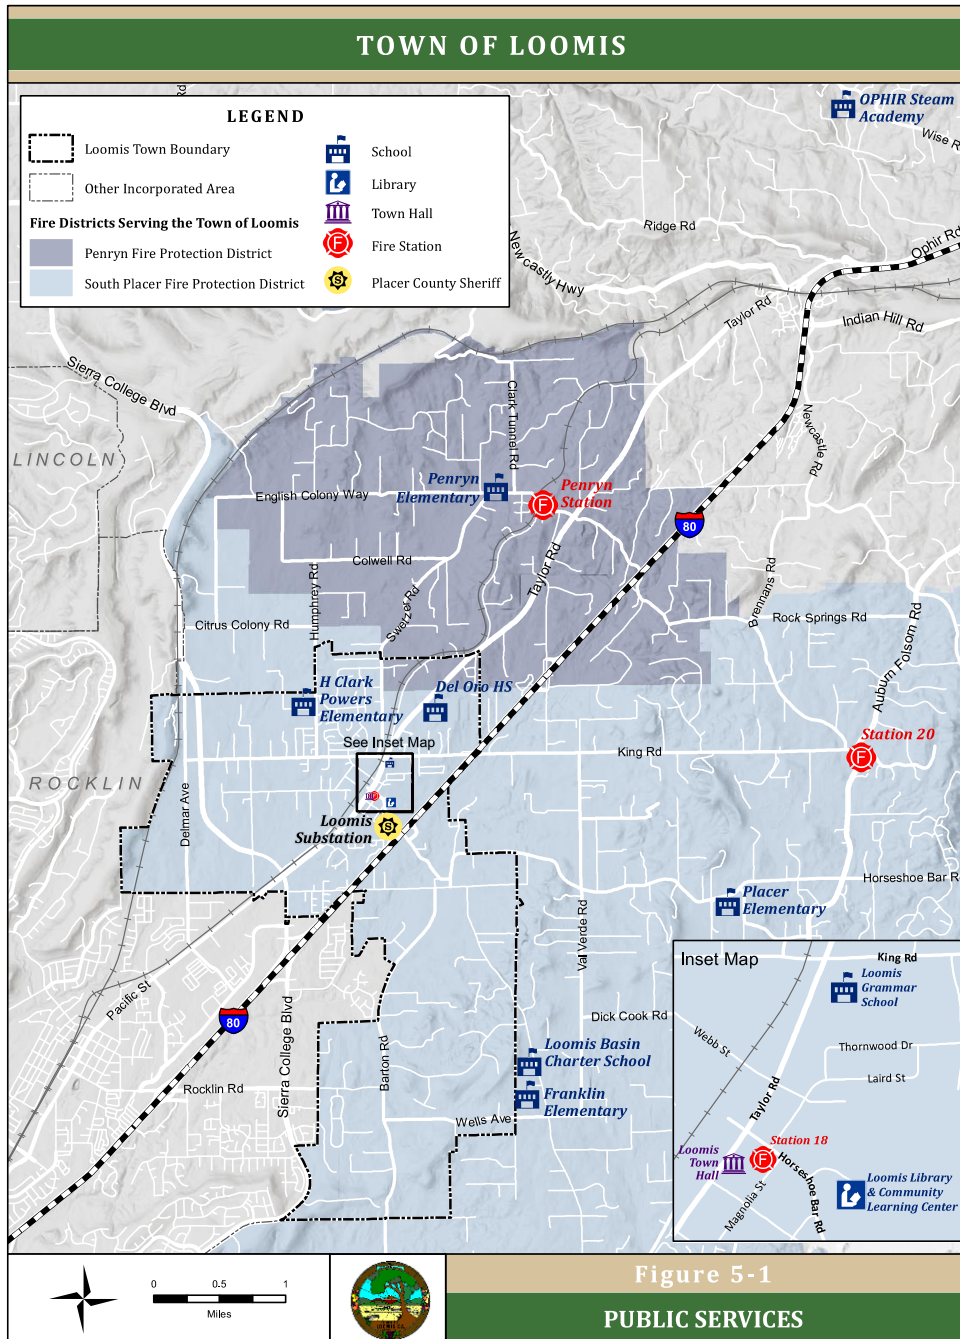 TOWN OF LOOMIS
LEGEND
Loomis Town Boundary
Other Incorporated Area
Fire Districts Serving the Town of Loomis
Penryn Fire Protection District
South Placer Fire Protection District
School
Library
Town Hall
F
Fire Station
S
Placer County Sheriff
Rd
OPHIR Steam
Academy
Wise R
Ridge Rd
Newcastly Hwy
Ophir Rd
Taylor Rd
Indian Hill Rd
Sierra College Blvd
Clark Tunnel Rd
Newcastle Rd
LINCOLN
Penryn
Elementary
Penryn
Station
F
English Colony Way
80
Colwell Rd
Taylor Rd
Humphrey Rd
Swetzer Rd
Brennans Rd
Citrus Colony Rd
Rock Springs Rd
Auburn Folsom Rd
H Clark
Powers
Elementary
Del Oro HS
Station 20
F
See Inset Map
King Rd
ROCKLIN
Delmar Ave
Loomis
Substation
S
Horseshoe Bar R
Placer
Elementary
Val Verde Rd
Pacific St
80
Sierra College Blvd
Barton Rd
Dick Cook Rd
Loomis Basin
Charter School
Rocklin Rd
Franklin
Elementary
Wells Ave
Inset Map
King Rd
Loomis
Grammar
School
Webb St
Thornwood Dr
Laird St
Taylor Rd
Station 18
F
Loomis
Town
Hall
Horseshoe Bar Rd
Magnolia St
Loomis Library
& Community
Learning Center
0 0.5 1
Miles
Figure 5-1
PUBLIC SERVICES